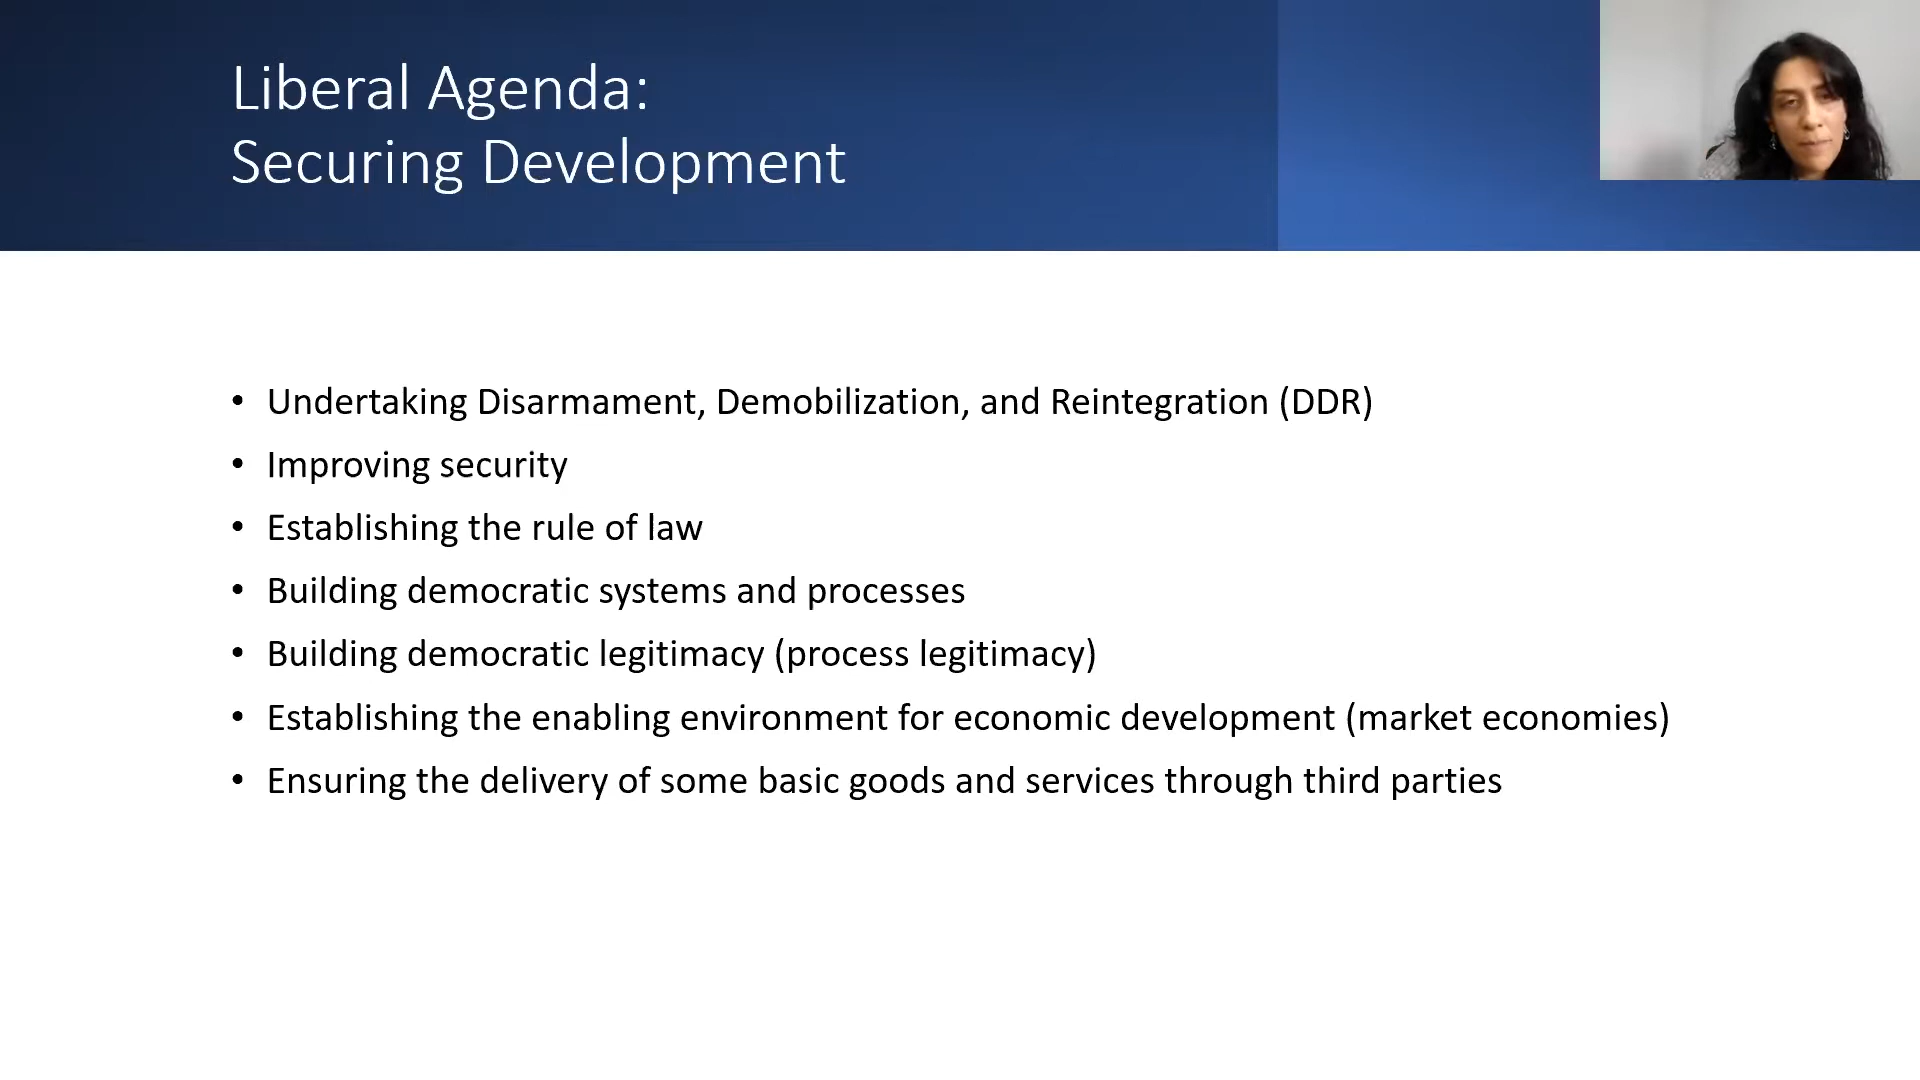 Liberal Agenda:
Securing Development
• Undertaking Disarmament, Demobilization, and Reintegration (DDR)
• Improving security
• Establishing the rule of law
• Building democratic systems and processes
• Building democratic legitimacy (process legitimacy)
• Establishing the enabling environment for economic development (market economies)
• Ensuring the delivery of some basic goods and services through third parties